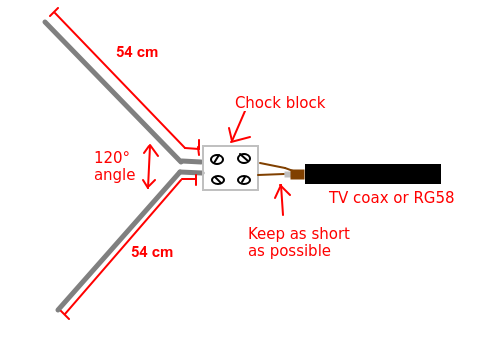 54 cm
Chock block
120°
angle
TV coax or RG58
Keep as short
as possible
54 cm